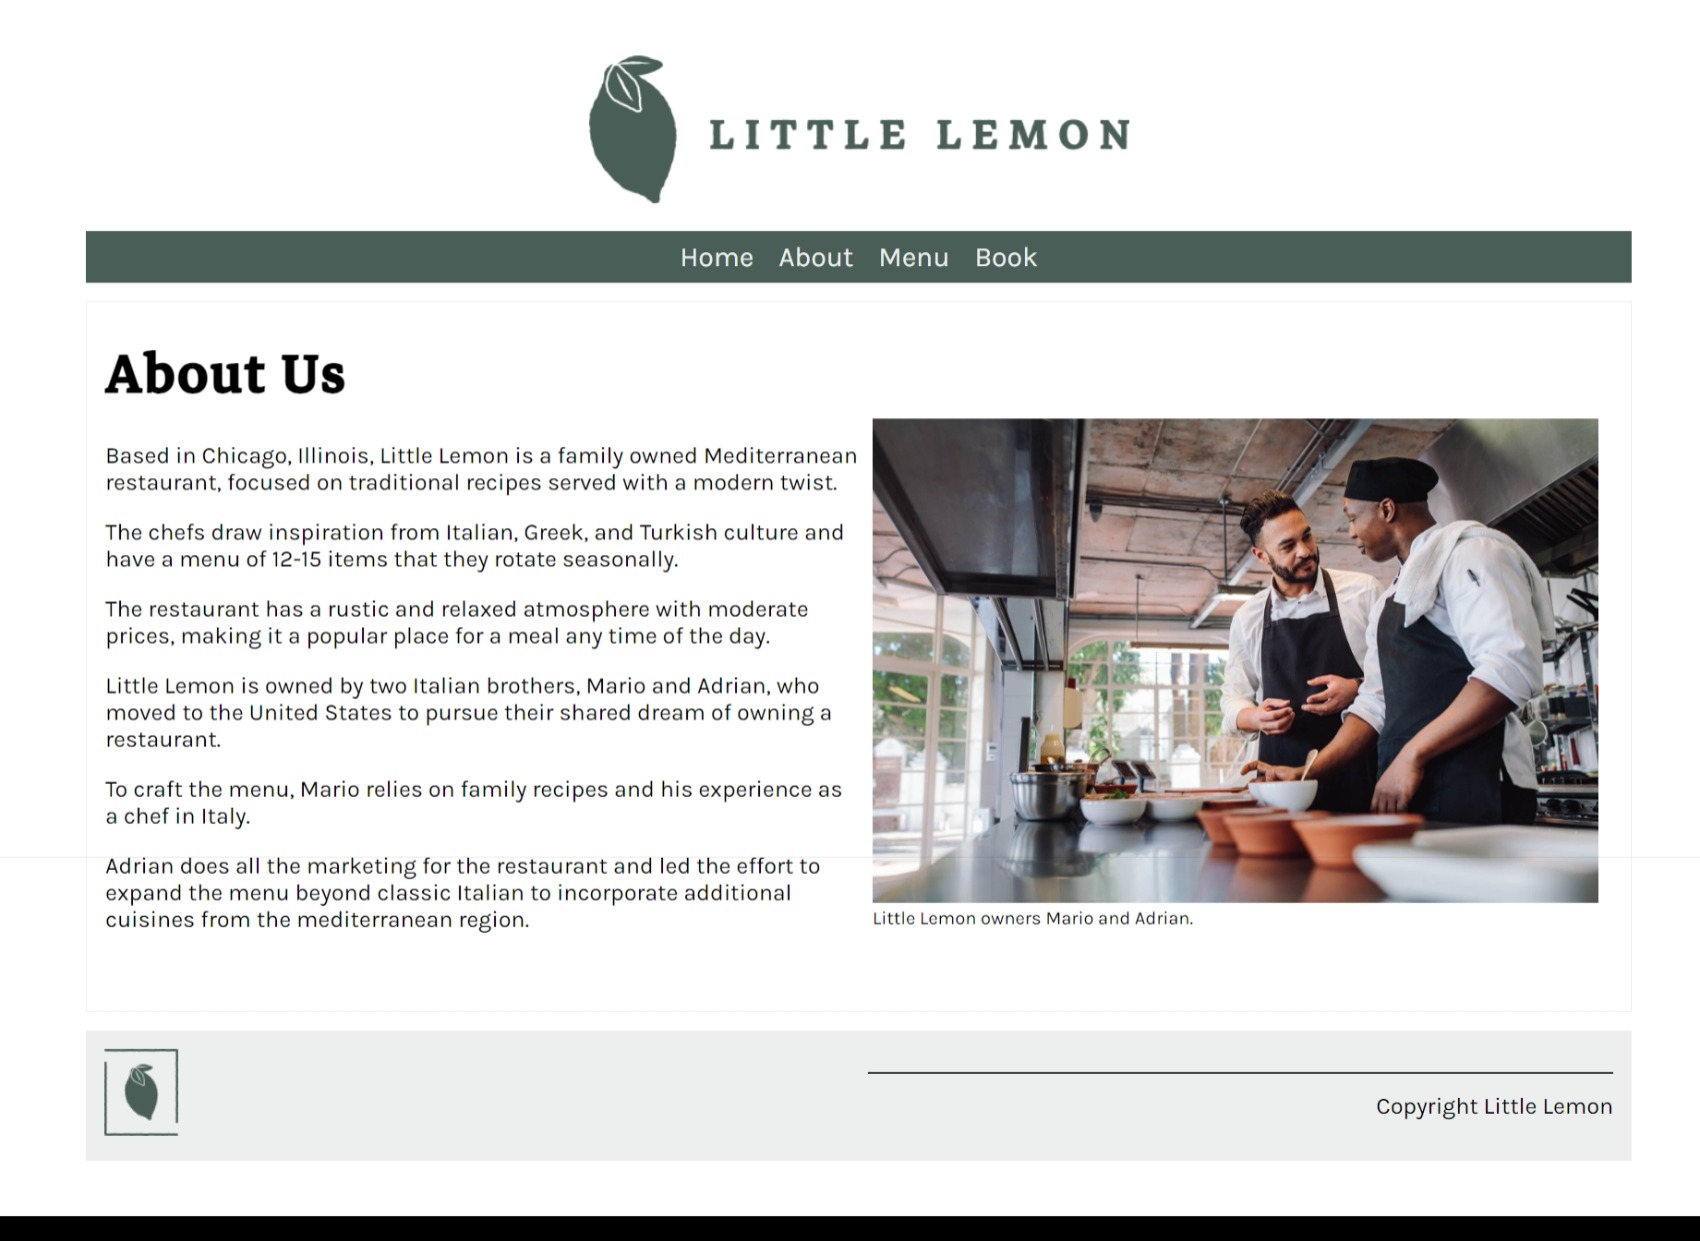 LITTLE LEMON
Home About Menu Book
About Us
Based in Chicago, Illinois, Little Lemon is a family owned Mediterranean
restaurant, focused on traditional recipes served with a modern twist.
The chefs draw inspiration from Italian, Greek, and Turkish culture and
have a menu of 12-15 items that they rotate seasonally.
The restaurant has a rustic and relaxed atmosphere with moderate
prices, making it a popular place for a meal any time of the day.
Little Lemon is owned by two Italian brothers, Mario and Adrian, who
moved to the United States to pursue their shared dream of owning a
restaurant.
To craft the menu, Mario relies on family recipes and his experience as
a chef in Italy.
Adrian does all the marketing for the restaurant and led the effort to
expand the menu beyond classic Italian to incorporate additional
cuisines from the mediterranean region.
Little Lemon owners Mario and Adrian.
Copyright Little Lemon